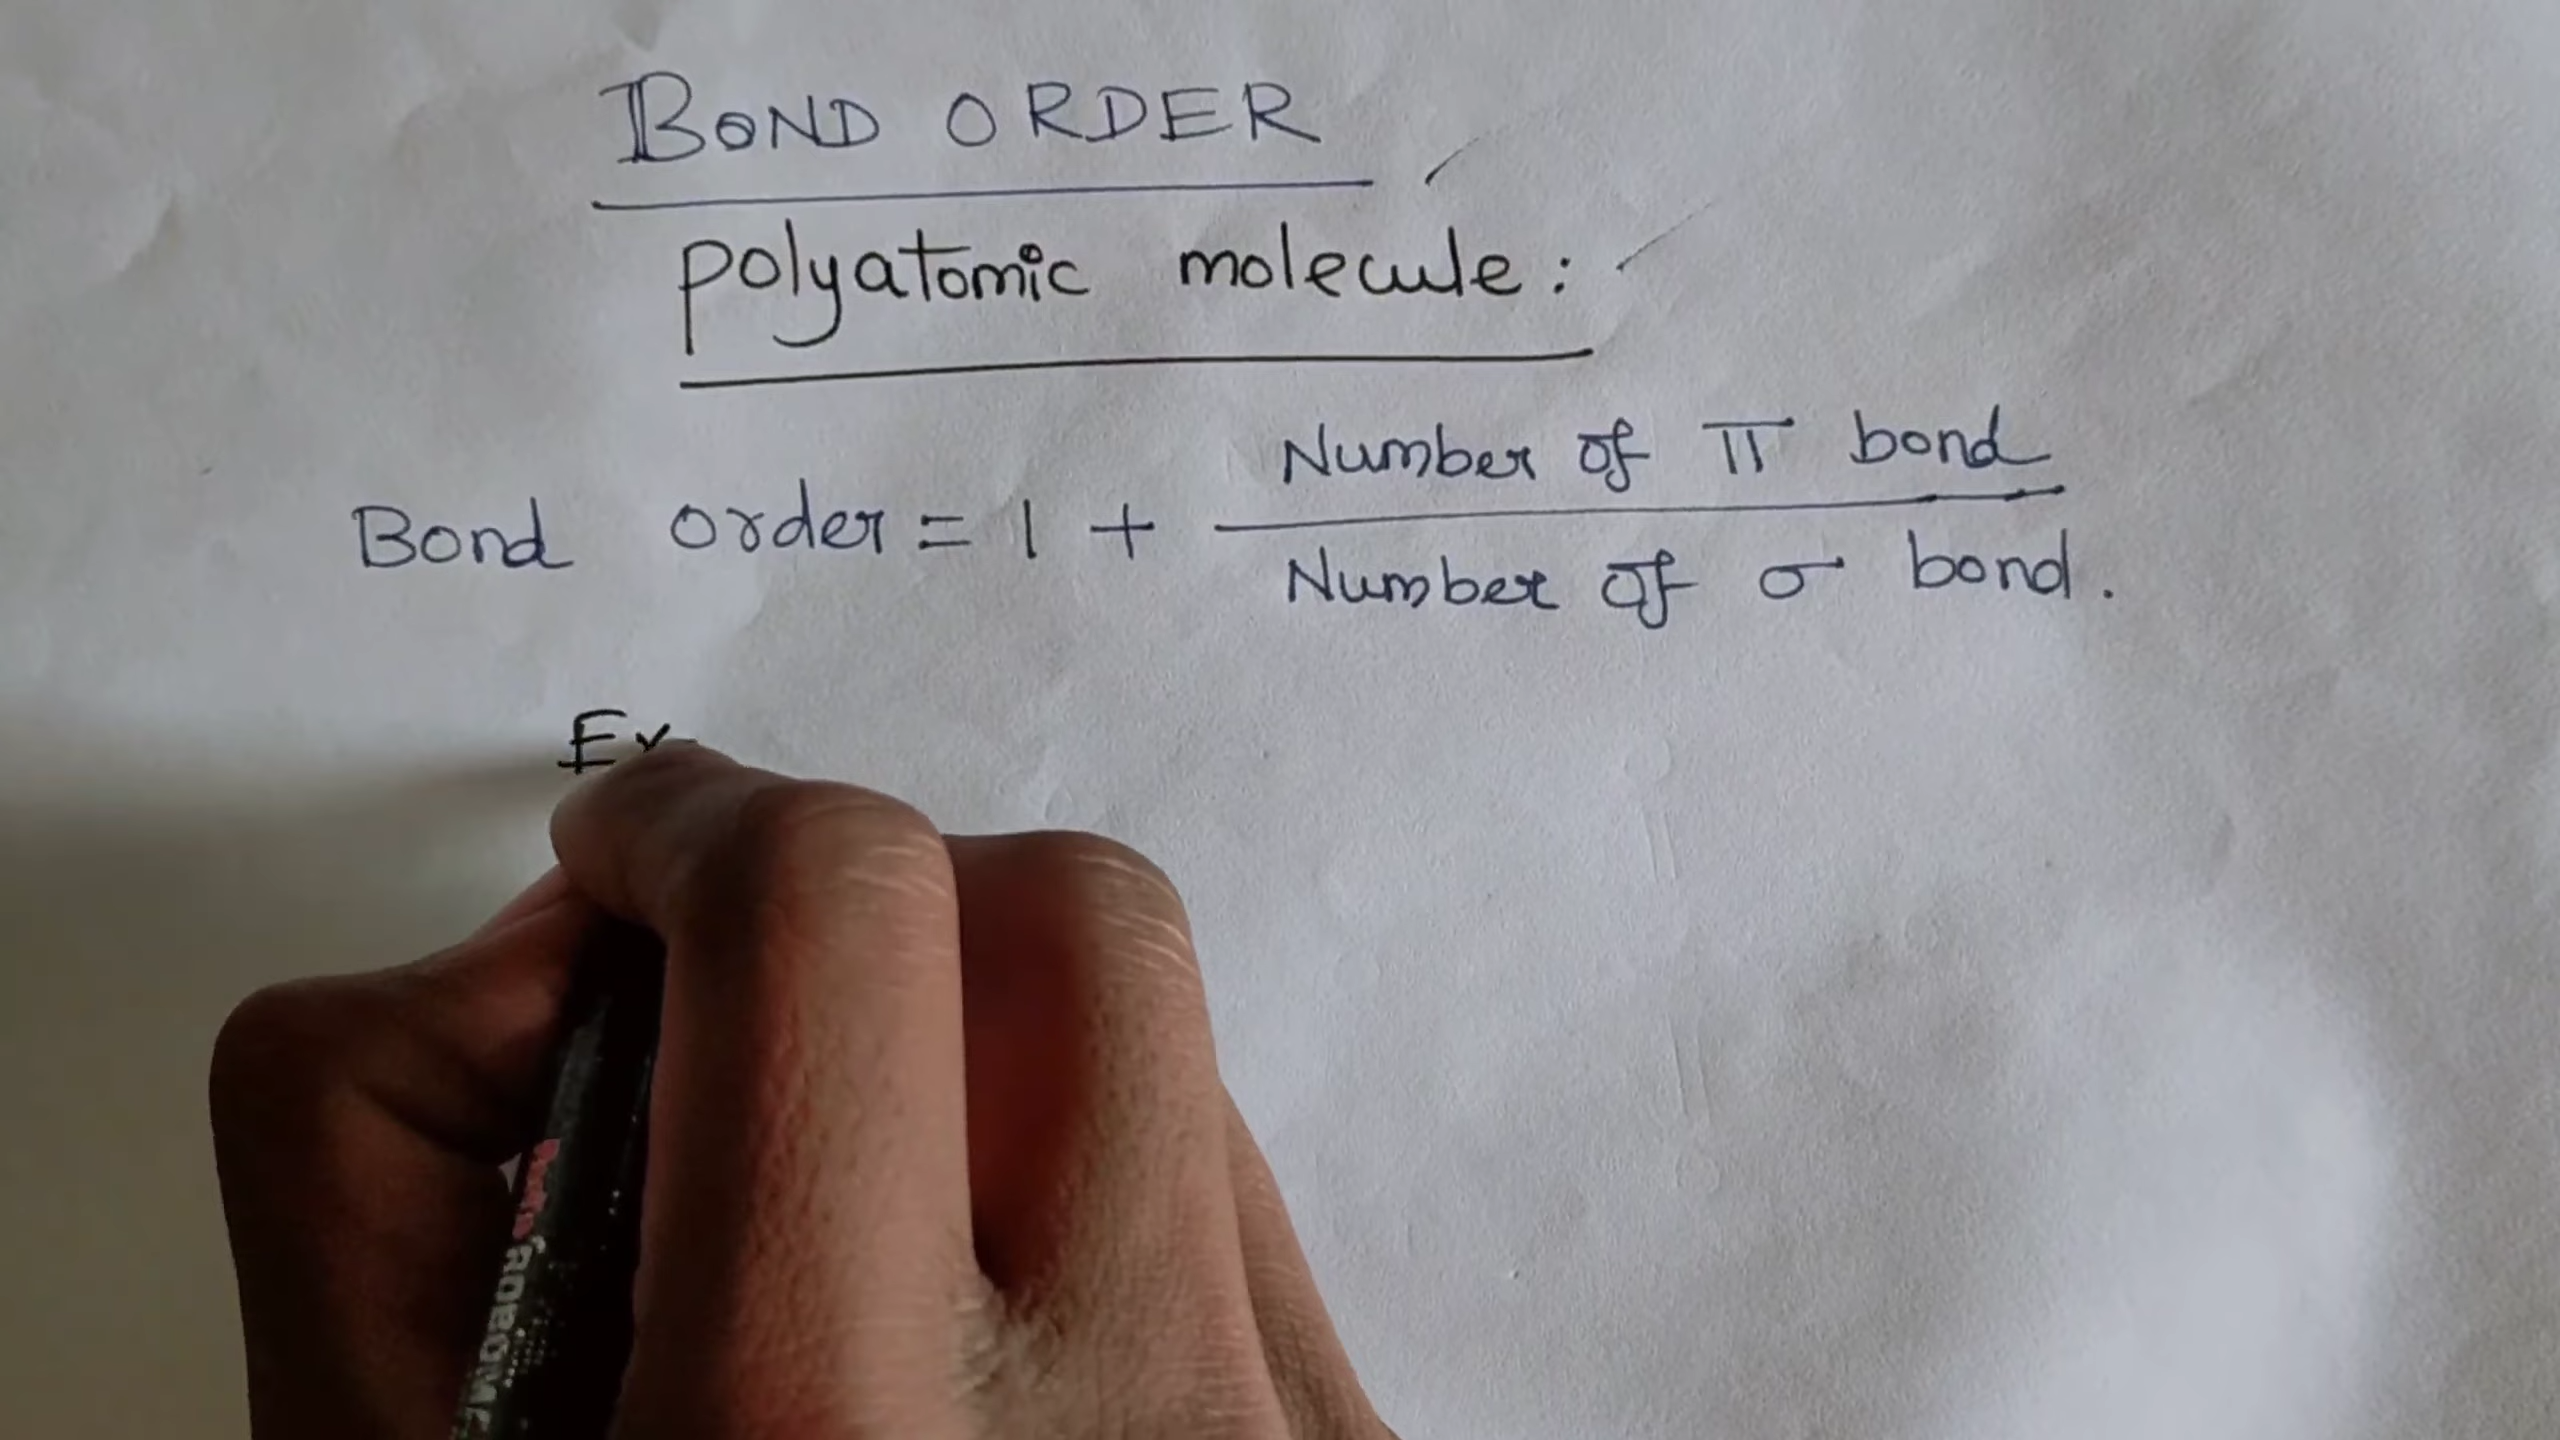 BOND ORDER
polyatomic molecule:
Bond order = 1 + Number of π bond / Number of σ bond.
Ex